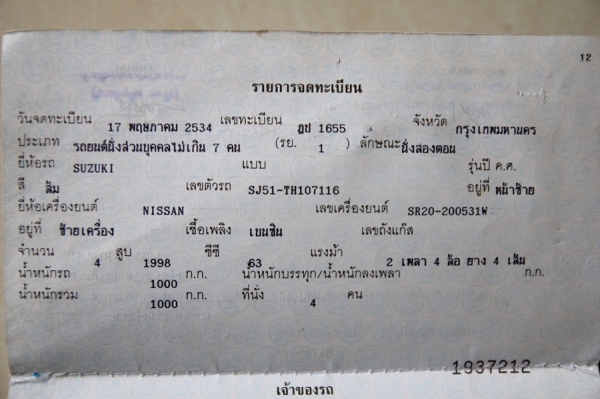 12
รายการจดทะเบียน
วันจดทะเบียน 17 พฤษภาคม 2534 เลขทะเบียน 1655 จังหวัด กรุงเทพมหานคร
ประเภท รถยนต์นั่งส่วนบุคคลไม่เกิน 7 คน (รย. 1 ) ลักษณะ นั่งสองตอน
ยี่ห้อรถ SUZUKI แบบ รุ่นปี ค.ศ.
สี ส้ม เลขตัวรถ SJ51-TH107116 อยู่ที่ หน้าซ้าย
ยี่ห้อเครื่องยนต์ NISSAN เลขเครื่องยนต์ SR20-200531W
อยู่ที่ ซ้ายเครื่อง เชื้อเพลิง เบนซิน เลขถังแก๊ส
จำนวน 4 สูบ 1998 ซีซี 63 แรงม้า 2 เพลา 4 ล้อ ยาง 4 เส้น
น้ำหนักรถ 1000 ก.ก. น้ำหนักบรรทุก/น้ำหนักลงเพลา ก.ก.
น้ำหนักรวม 1000 ก.ก. ที่นั่ง 4 คน
1937212
เจ้าของรถ